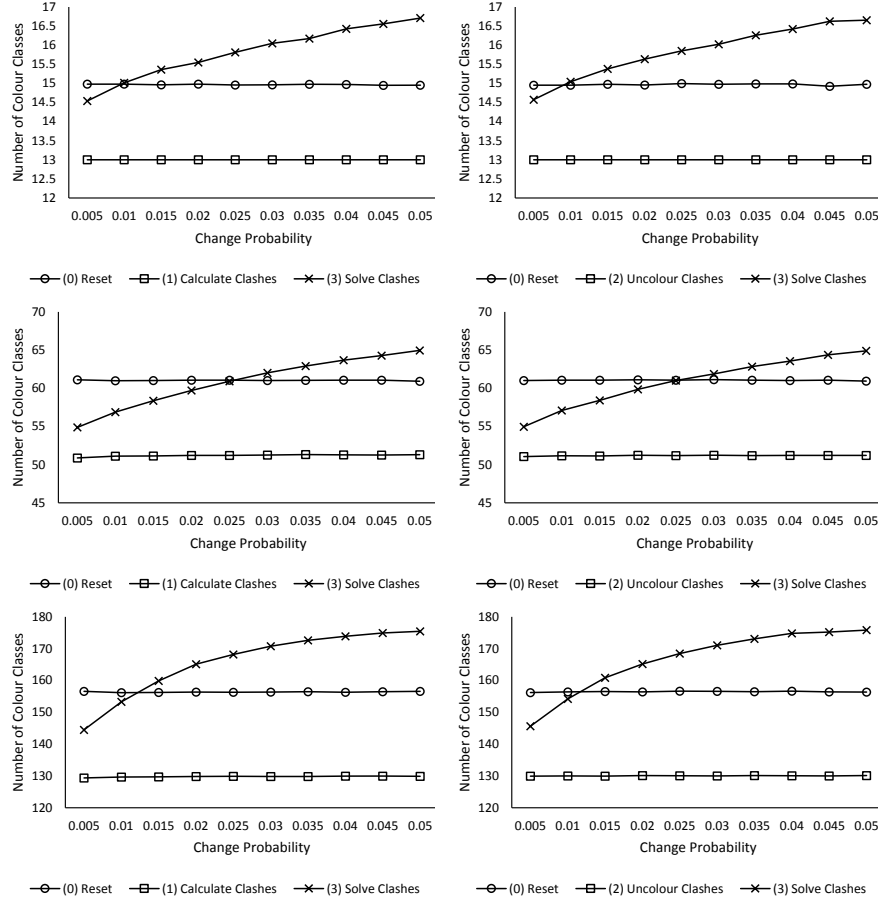 Number of Colour Classes
17
16.5
16
15.5
15
14.5
14
13.5
13
12.5
12
0.005 0.01 0.015 0.02 0.025 0.03 0.035 0.04 0.045 0.05
Change Probability
(0) Reset (1) Calculate Clashes (3) Solve Clashes
Number of Colour Classes
17
16.5
16
15.5
15
14.5
14
13.5
13
12.5
12
0.005 0.01 0.015 0.02 0.025 0.03 0.035 0.04 0.045 0.05
Change Probability
(0) Reset (2) Uncolour Clashes (3) Solve Clashes
Number of Colour Classes
70
65
60
55
50
45
0.005 0.01 0.015 0.02 0.025 0.03 0.035 0.04 0.045 0.05
Change Probability
(0) Reset (1) Calculate Clashes (3) Solve Clashes
Number of Colour Classes
70
65
60
55
50
45
0.005 0.01 0.015 0.02 0.025 0.03 0.035 0.04 0.045 0.05
Change Probability
(0) Reset (2) Uncolour Clashes (3) Solve Clashes
Number of Colour Classes
180
170
160
150
140
130
120
0.005 0.01 0.015 0.02 0.025 0.03 0.035 0.04 0.045 0.05
Change Probability
(0) Reset (1) Calculate Clashes (3) Solve Clashes
Number of Colour Classes
180
170
160
150
140
130
120
0.005 0.01 0.015 0.02 0.025 0.03 0.035 0.04 0.045 0.05
Change Probability
(0) Reset (2) Uncolour Clashes (3) Solve Clashes